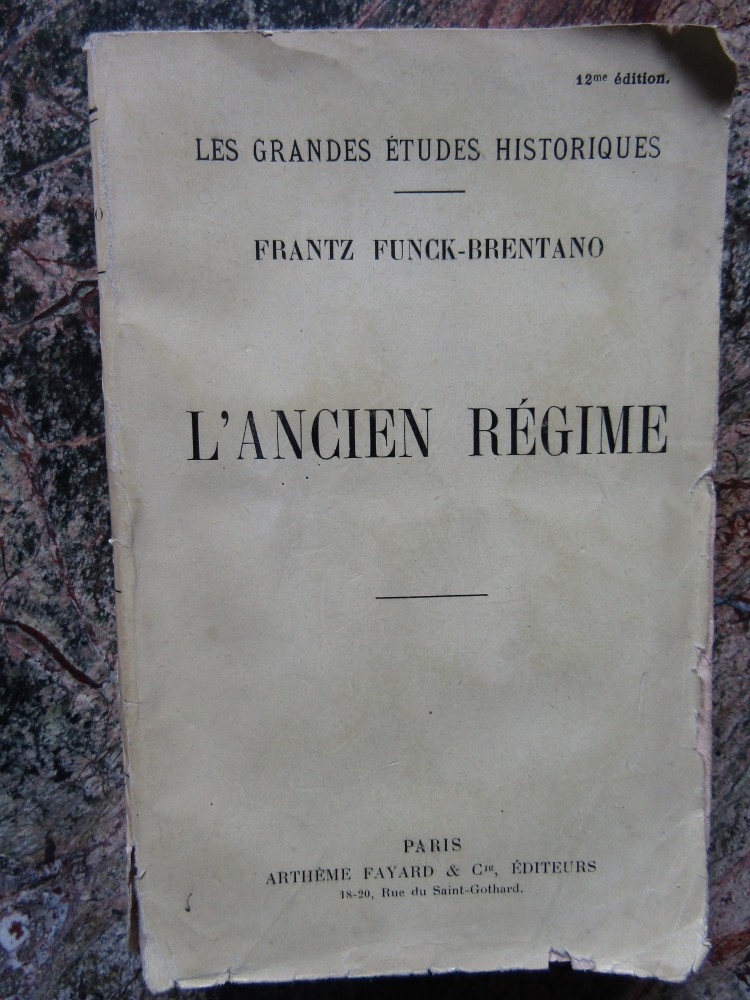 12me édition.
LES GRANDES ÉTUDES HISTORIQUES
FRANTZ FUNCK-BRENTANO
L'ANCIEN RÉGIME
PARIS
ARTHÈME FAYARD & Cie, ÉDITEURS
18-20, Rue du Saint-Gothard.